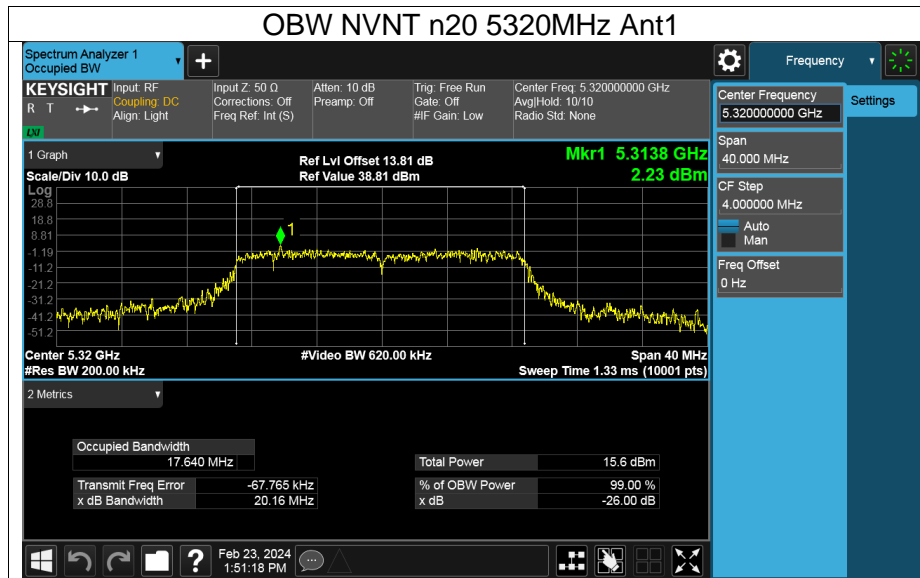 OBW NVNT n20 5320MHz Ant1
Spectrum Analyzer 1
Occupied BW
+
Frequency
KEYSIGHT
R T
LXI
Input: RF
Coupling: DC
Align: Light
Input Z: 50 Ω
Corrections: Off
Freq Ref: Int (S)
Atten: 10 dB
Preamp: Off
Trig: Free Run
Gate: Off
#IF Gain: Low
Center Freq: 5.320000000 GHz
Avg|Hold: 10/10
Radio Std: None
Center Frequency
5.320000000 GHz
Settings
Span
40.000 MHz
CF Step
4.000000 MHz
Auto
Man
Freq Offset
0 Hz
1 Graph
Scale/Div 10.0 dB
Ref Lvl Offset 13.81 dB
Ref Value 38.81 dBm
Mkr1 5.3138 GHz
2.23 dBm
Log
28.8
18.8
8.81
-1.19
-11.2
-21.2
-31.2
-41.2
-51.2
1
Center 5.32 GHz
#Video BW 620.00 kHz
Span 40 MHz
#Res BW 200.00 kHz
Sweep Time 1.33 ms (10001 pts)
2 Metrics
Occupied Bandwidth
17.640 MHz
Total Power 15.6 dBm
Transmit Freq Error -67.765 kHz
% of OBW Power 99.00 %
x dB Bandwidth 20.16 MHz
x dB -26.00 dB
?
Feb 23, 2024
1:51:18 PM